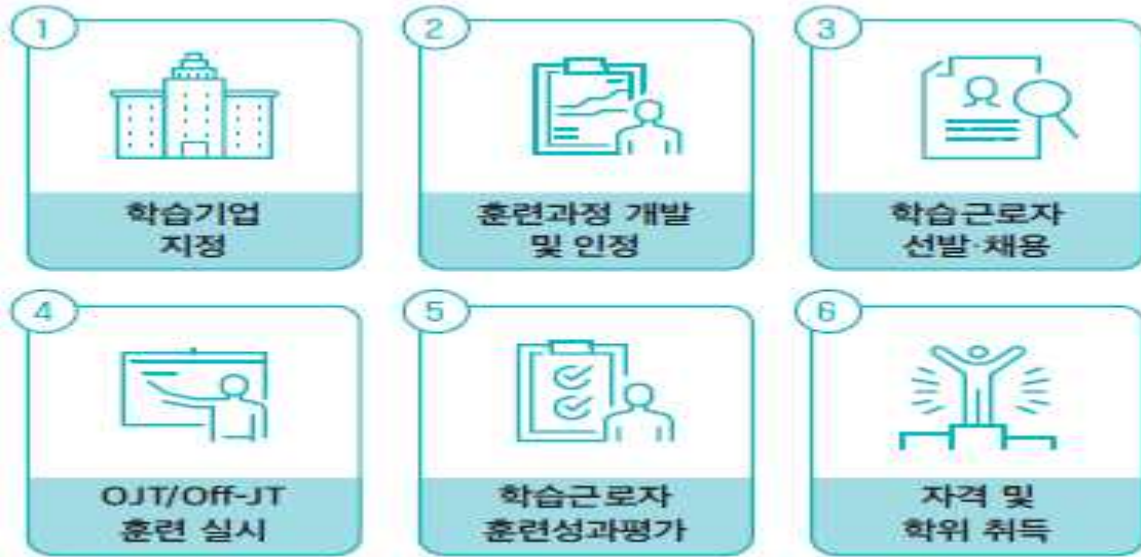 1
학습기업
지정
2
훈련과정 개발
및 인정
3
학습근로자
선발·채용
4
OJT/Off-JT
훈련 실시
5
학습근로자
훈련성과평가
6
자격 및
학위 취득